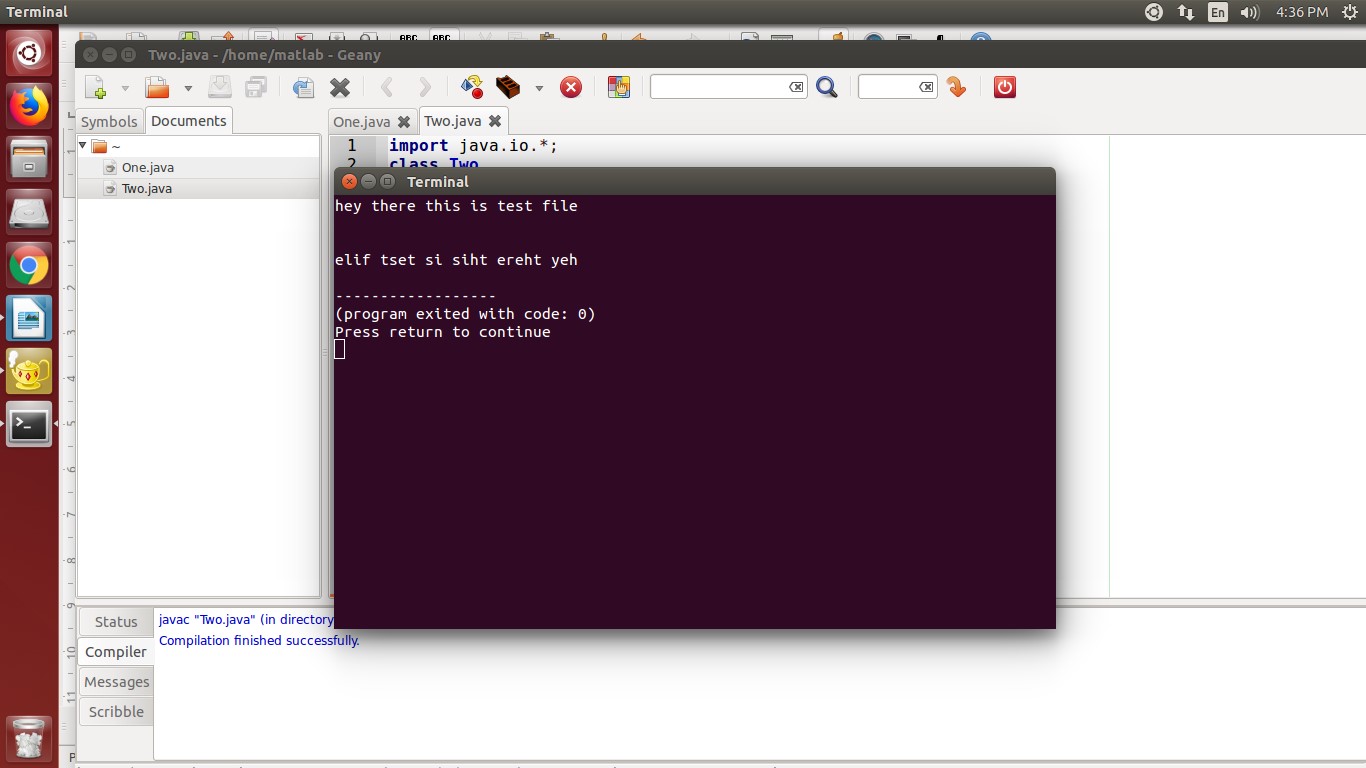 Terminal
En
4:36 PM
Two.java - /home/matlab - Geany
Symbols
Documents
~
One.java
Two.java
One.java
Two.java
1 import java.io.*;
2 class Two
Terminal
hey there this is test file
elif tset si siht ereht yeh
------------------
(program exited with code: 0)
Press return to continue
Status
Compiler
Messages
Scribble
javac "Two.java" (in directory
Compilation finished successfully.